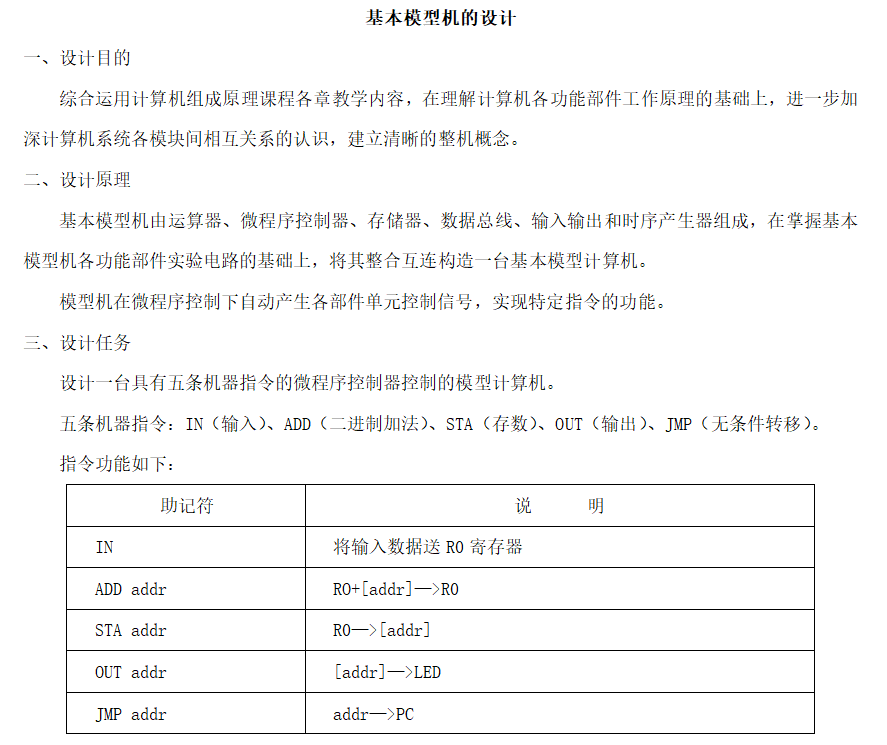 基本模型机的设计
一、设计目的
综合运用计算机组成原理课程各章教学内容，在理解计算机各功能部件工作原理的基础上，进一步加
深计算机系统各模块间相互关系的认识，建立清晰的整机概念。
二、设计原理
基本模型机由运算器、微程序控制器、存储器、数据总线、输入输出和时序产生器组成，在掌握基本
模型机各功能部件实验电路的基础上，将其整合互连构造一台基本模型计算机。
模型机在微程序控制下自动产生各部件单元控制信号，实现特定指令的功能。
三、设计任务
设计一台具有五条机器指令的微程序控制器控制的模型计算机。
五条机器指令：IN（输入）、ADD（二进制加法）、STA（存数）、OUT（输出）、JMP（无条件转移）。
指令功能如下：
助记符 说 明
IN 将输入数据送 R0 寄存器
ADD addr R0+[addr]—>R0
STA addr R0—>[addr]
OUT addr [addr]—>LED
JMP addr addr—>PC